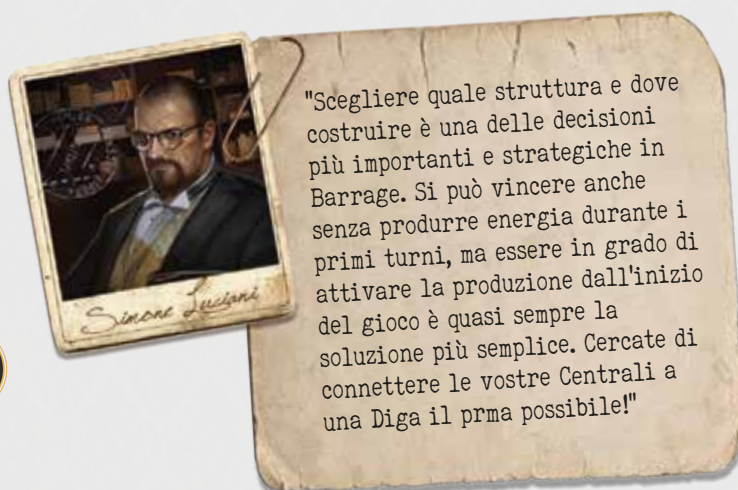 Simone Luciani
"Scegliere quale struttura e dove
costruire è una delle decisioni
più importanti e strategiche in
Barrage. Si può vincere anche
senza produrre energia durante i
primi turni, ma essere in grado di
attivare la produzione dall'inizio
del gioco è quasi sempre la
soluzione più semplice. Cercate di
connettere le vostre Centrali a
una Diga il prma possibile!"